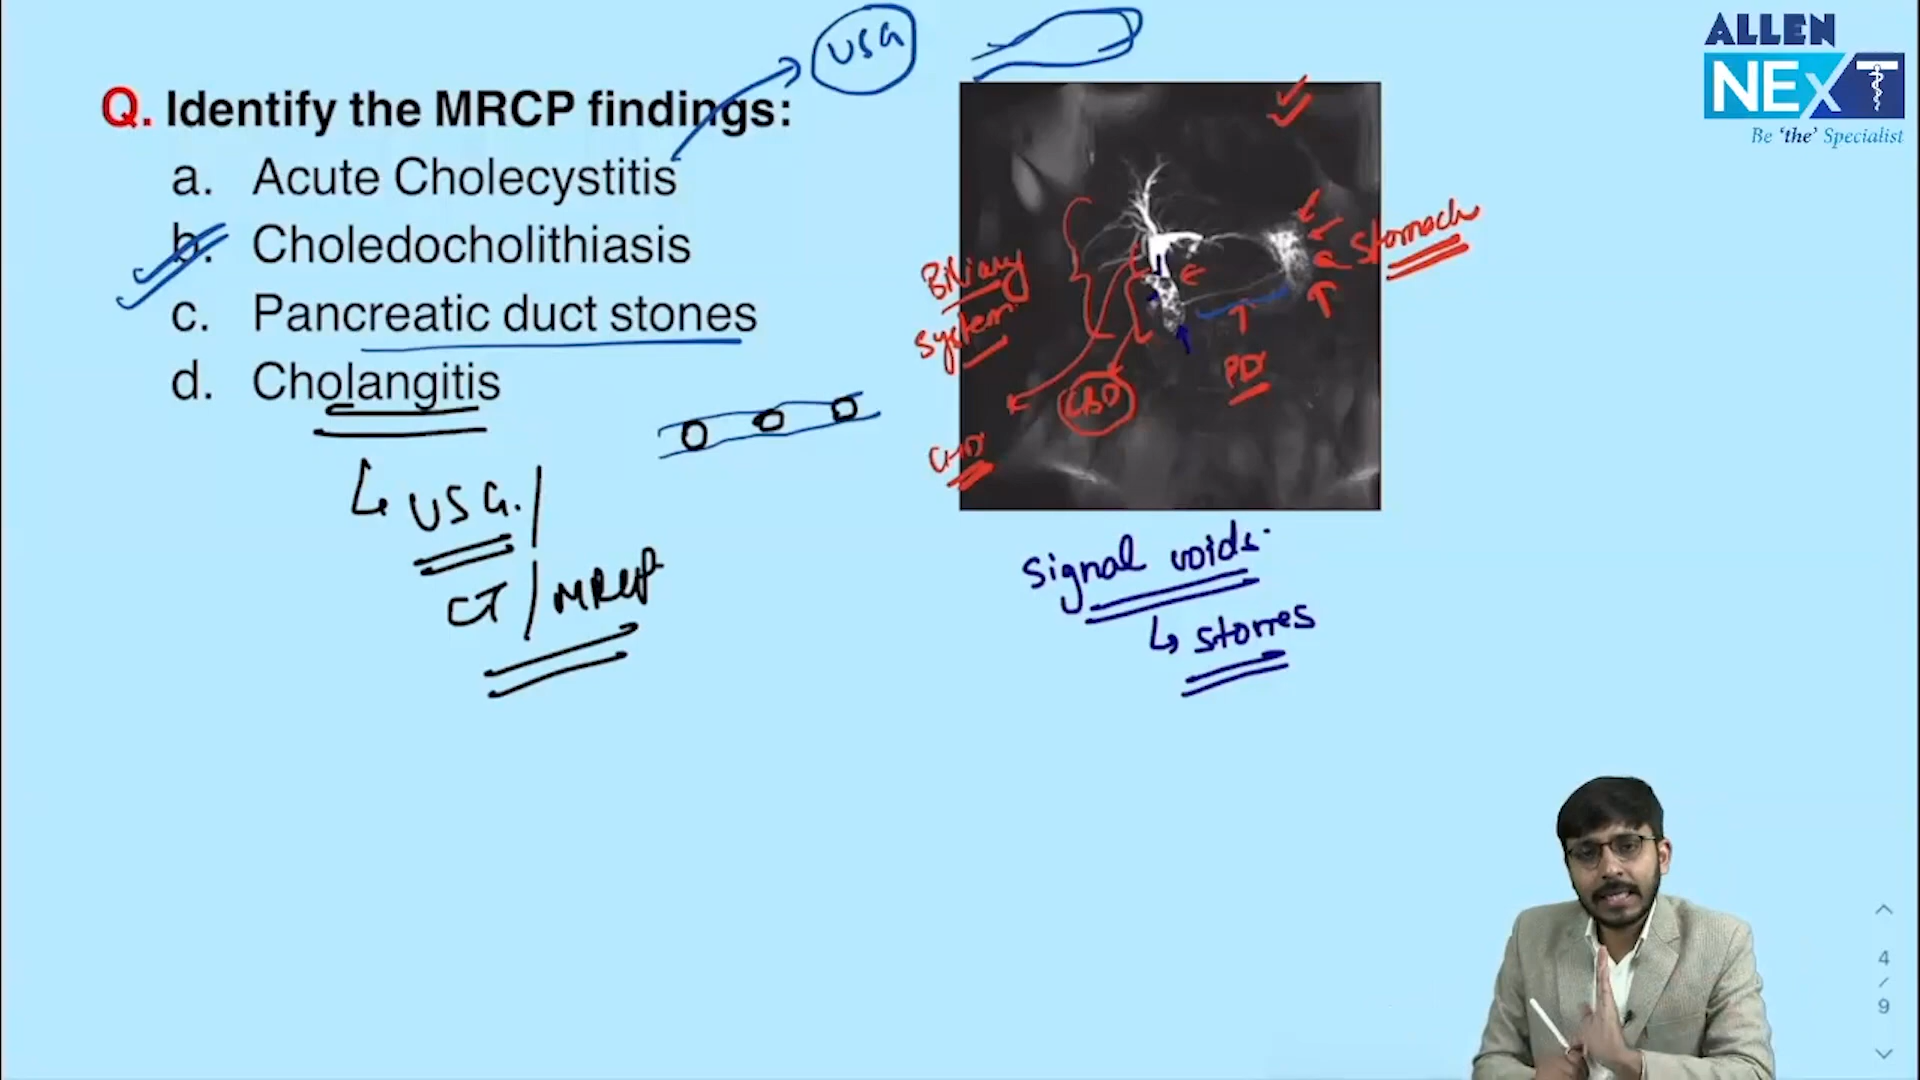 USG
ALLEN
NEXT
Be ‘the’ Specialist
Q. Identify the MRCP findings:
a. Acute Cholecystitis
b. Choledocholithiasis
c. Pancreatic duct stones
d. Cholangitis
Stomach
Biliary
System
CBD
PD
USG.
CT / MRCP
Signal voids.
Stones
4
/
9